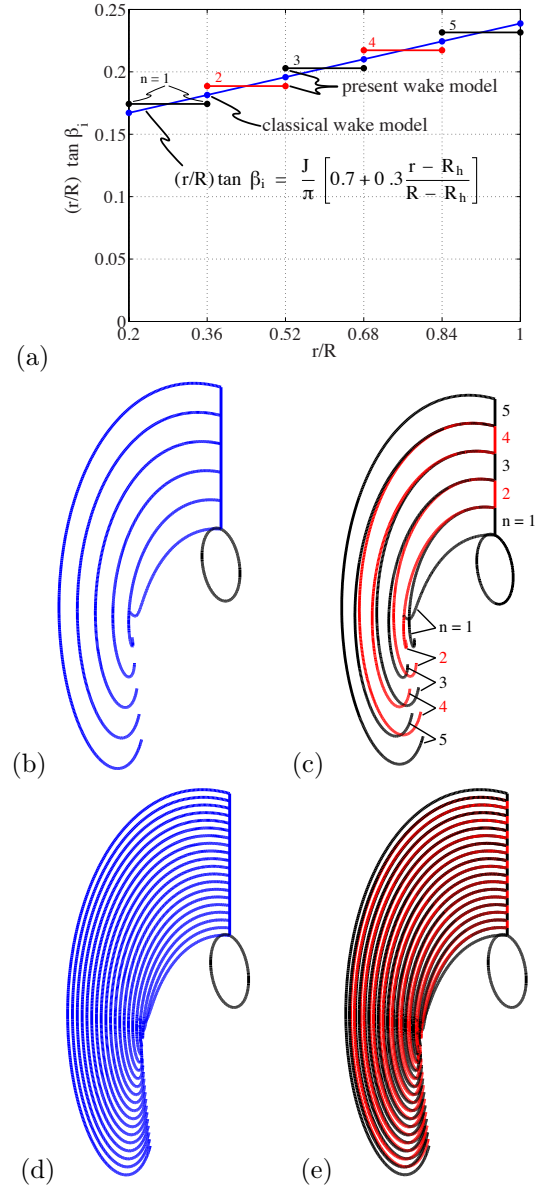 0.25
0.2
0.15
0.1
0.05
0
(r/R) tan β_i
n = 1
2
3
4
5
present wake model
classical wake model
(r/R) tan β_i = J/π [0.7 + 0 .3 (r − R_h)/(R − R_h)]
0.2 0.36 0.52 0.68 0.84 1
r/R
(a)
5
4
3
2
n = 1
n = 1
2
3
4
5
(b)
(c)
(d)
(e)